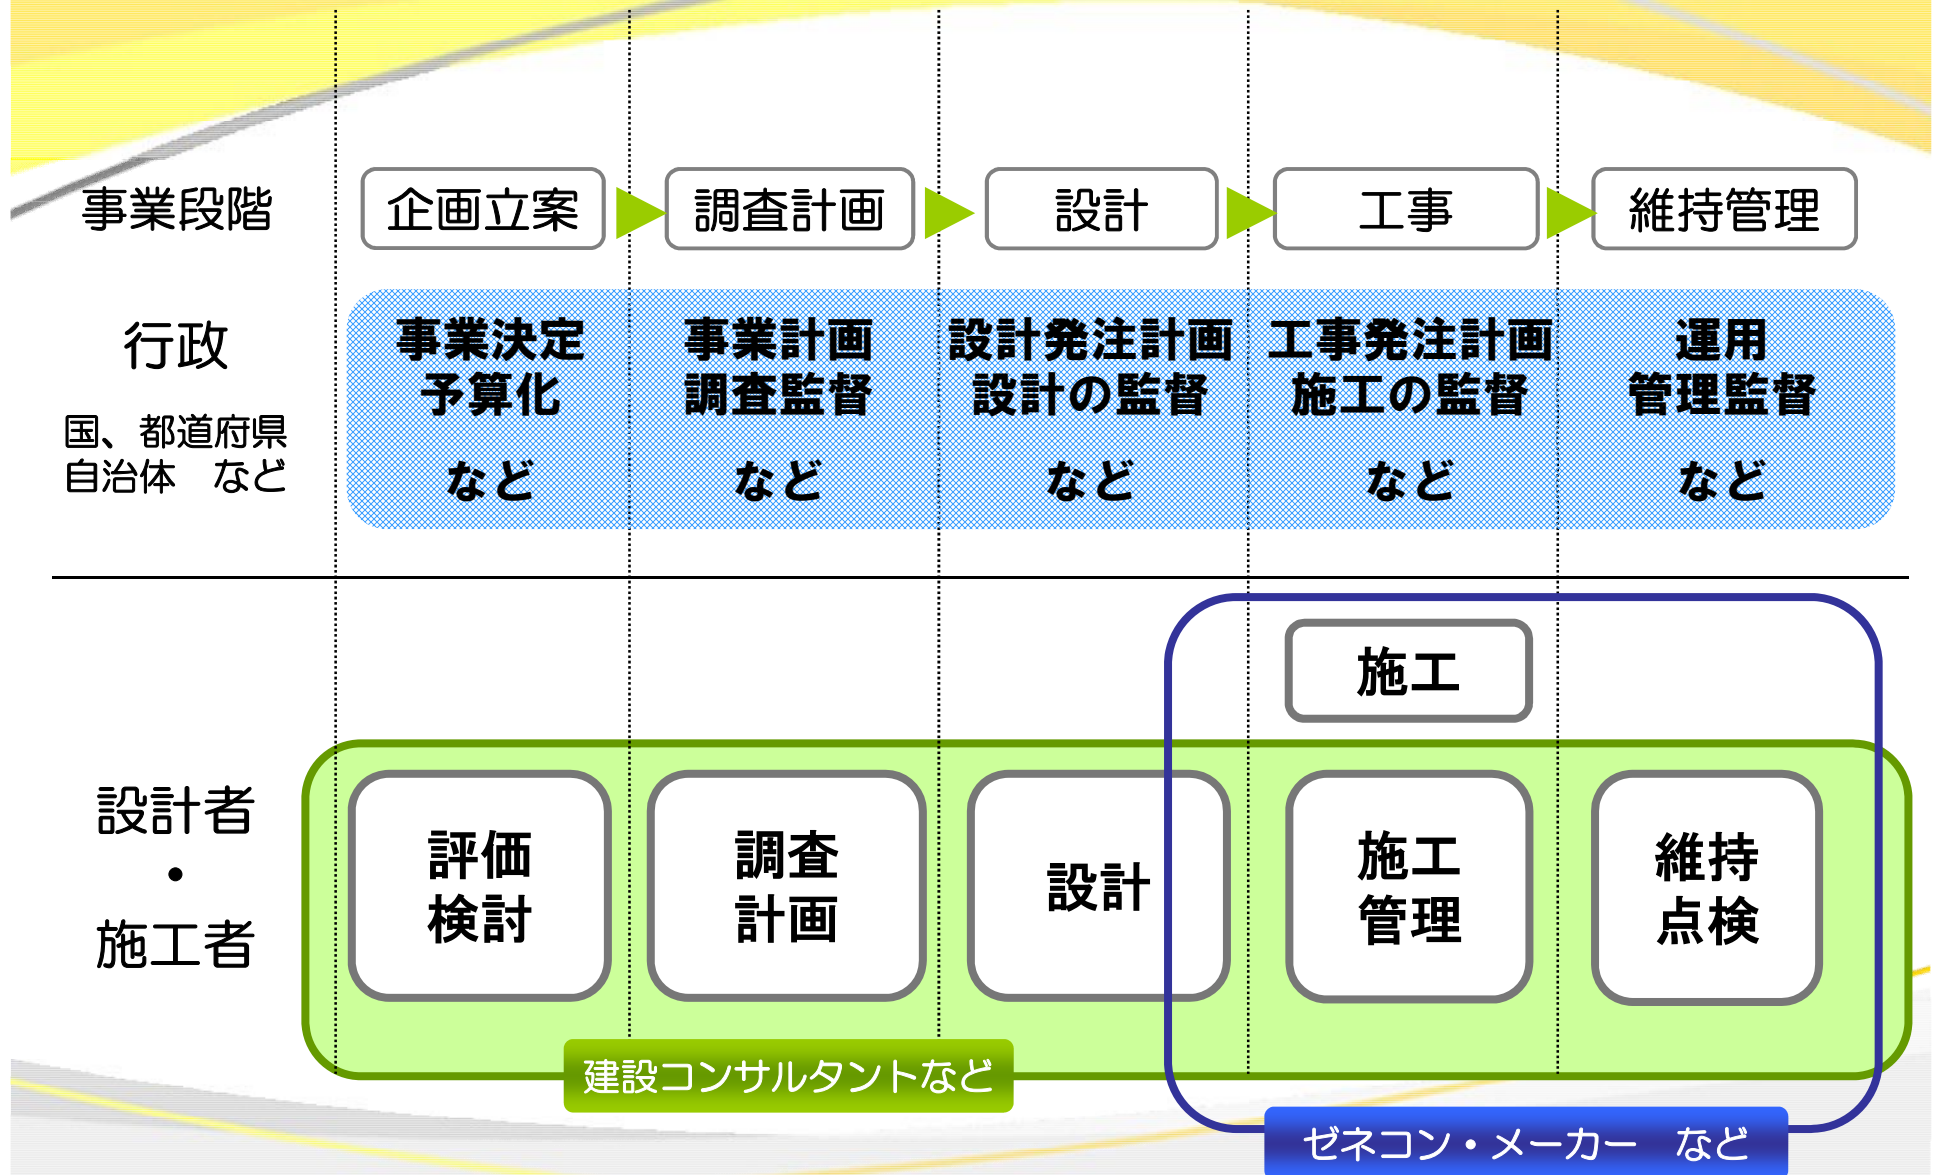 事業段階
企画立案
調査計画
設計
工事
維持管理
行政
国、都道府県
自治体　など
事業決定
予算化
など
事業計画
調査監督
など
設計発注計画
設計の監督
など
工事発注計画
施工の監督
など
運用
管理監督
など
設計者
・
施工者
評価
検討
調査
計画
設計
施工
施工
管理
維持
点検
建設コンサルタントなど
ゼネコン・メーカー　など